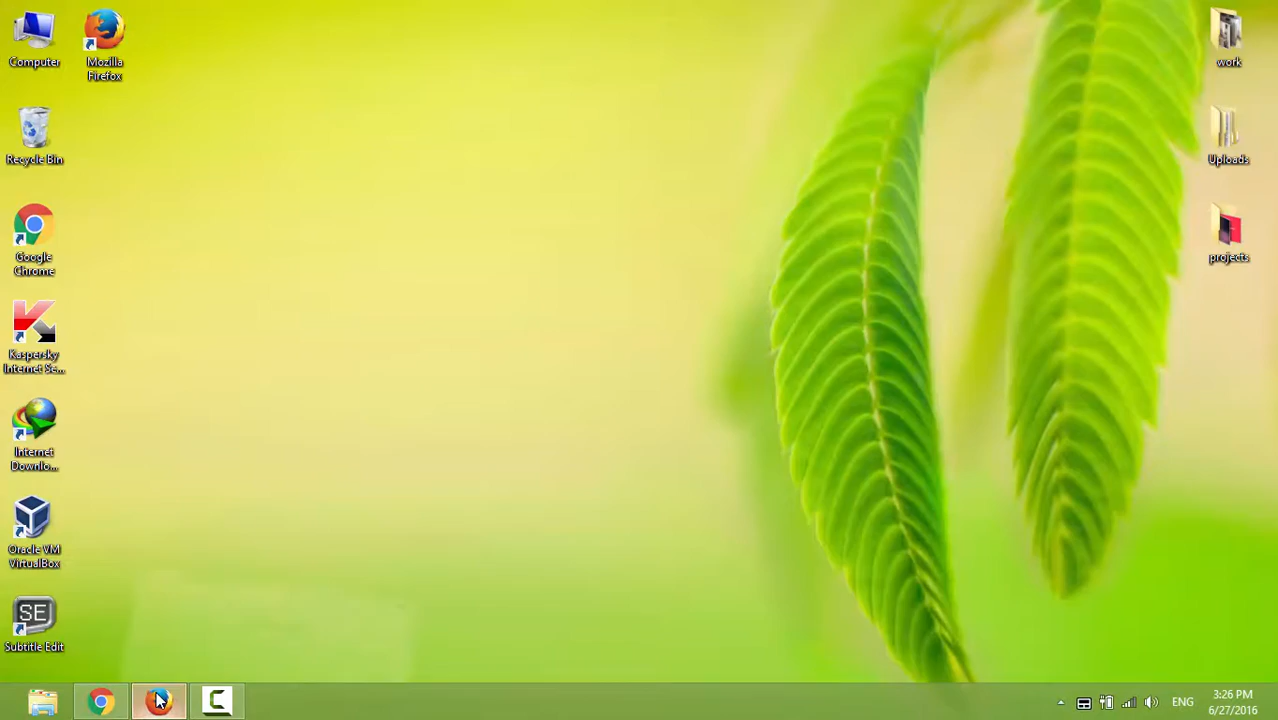 Computer
Mozilla
Firefox
Recycle Bin
Google
Chrome
Kaspersky
Internet Se...
Internet
Downlo...
Oracle VM
VirtualBox
SE
Subtitle Edit
work
Uploads
projects
ENG
3:26 PM
6/27/2016